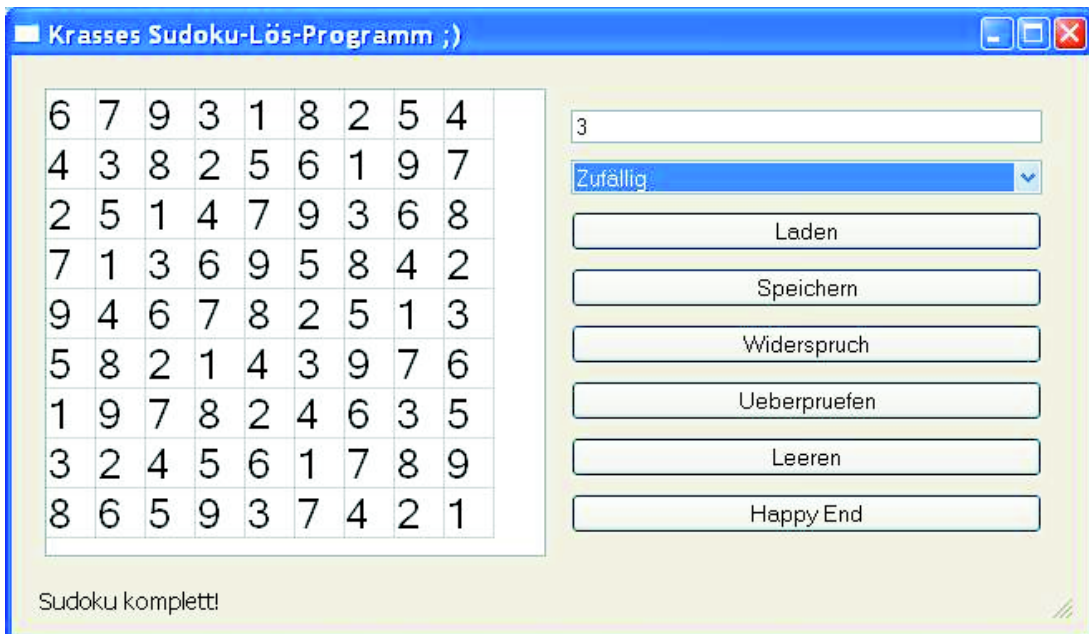 Krasses Sudoku-Lös-Programm ;)
6 7 9 3 1 8 2 5 4
4 3 8 2 5 6 1 9 7
2 5 1 4 7 9 3 6 8
7 1 3 6 9 5 8 4 2
9 4 6 7 8 2 5 1 3
5 8 2 1 4 3 9 7 6
1 9 7 8 2 4 6 3 5
3 2 4 5 6 1 7 8 9
8 6 5 9 3 7 4 2 1
3
Zufällig
Laden
Speichern
Widerspruch
Ueberpruefen
Leeren
Happy End
Sudoku komplett!